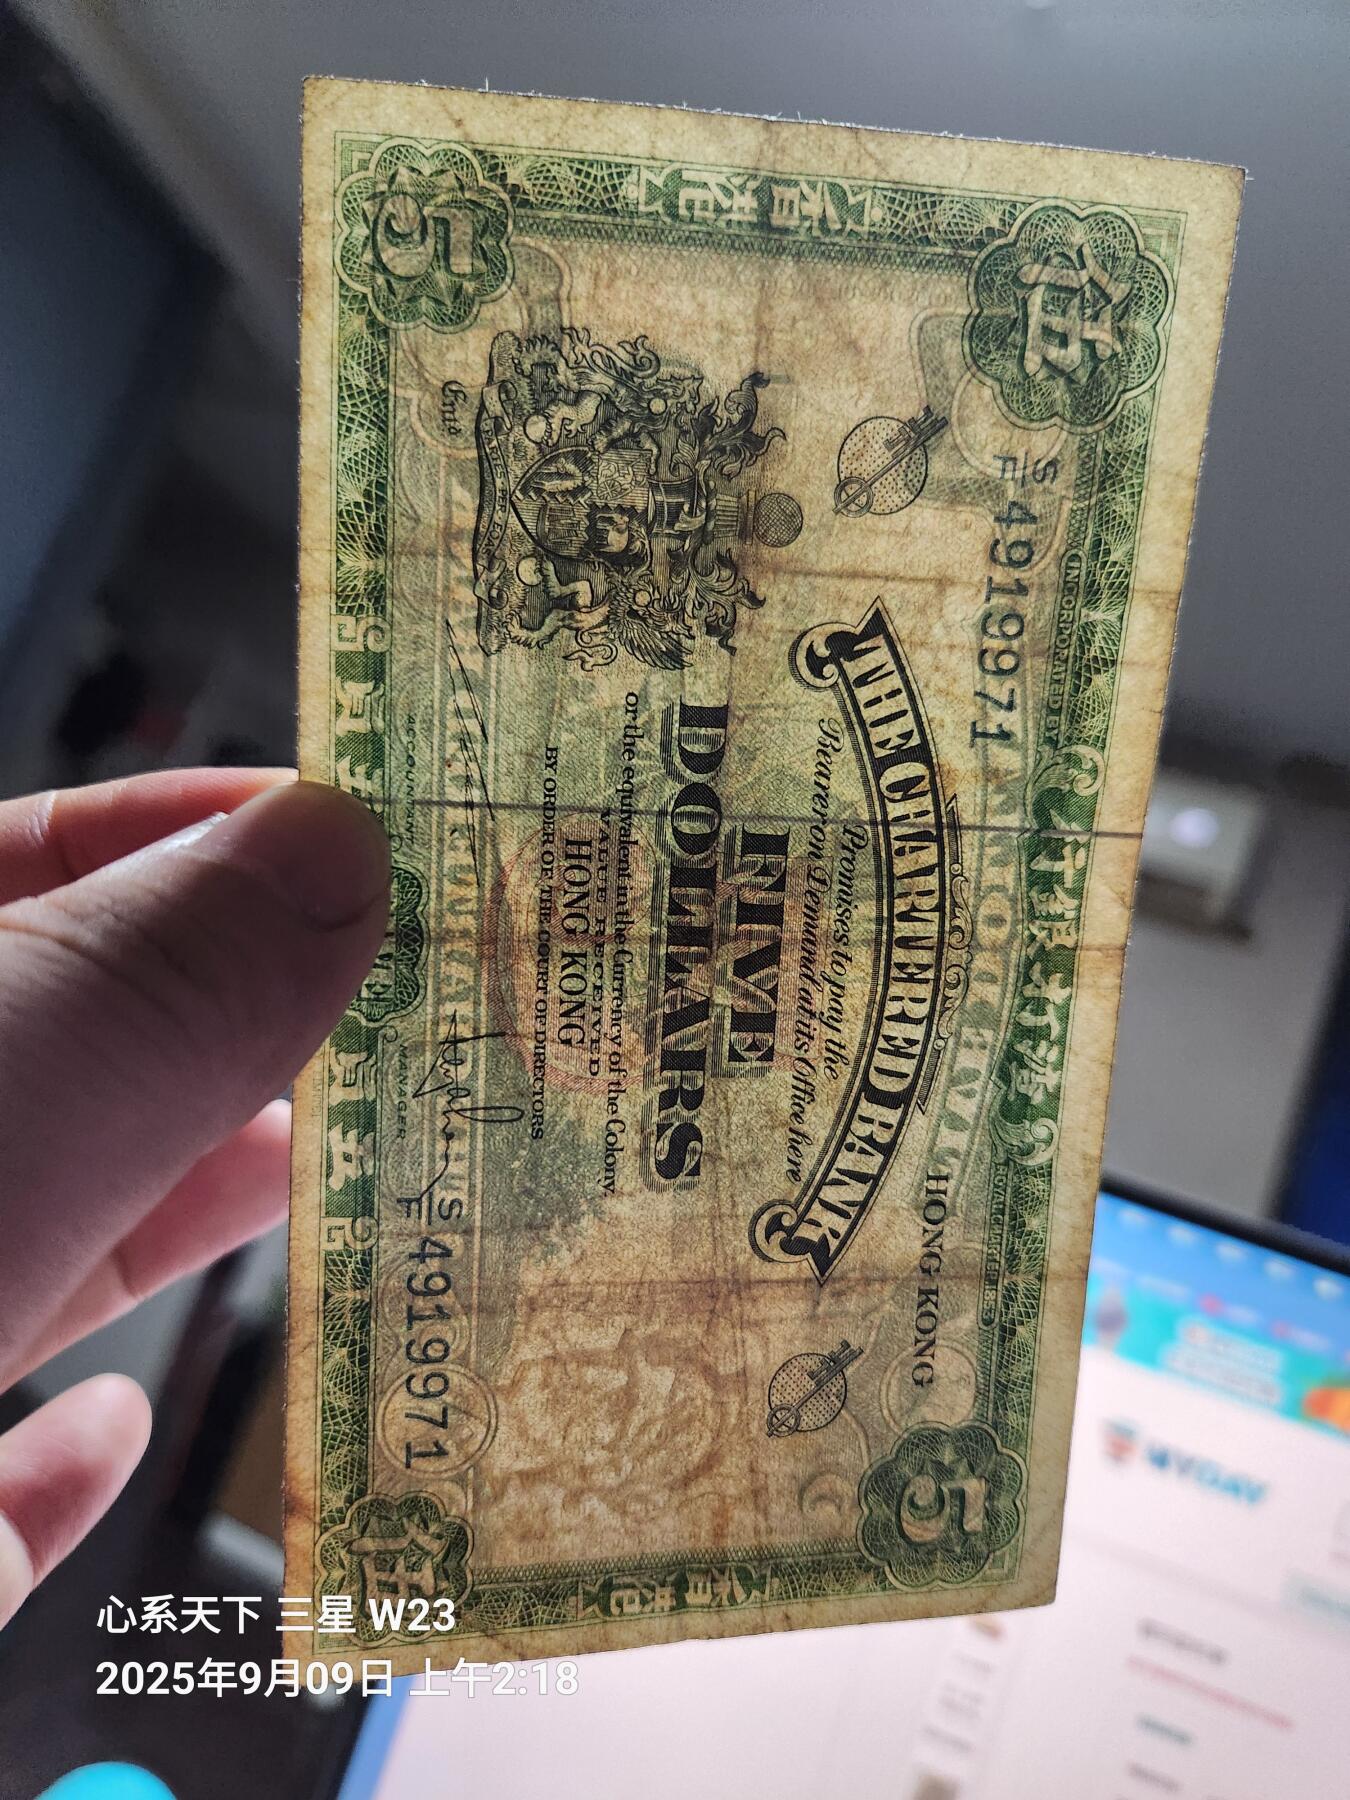 5
港
香
伍
INCORPORATED BY
行銀打渣
ROYAL CHARTER 1853
S/F 4919971
HONG KONG
5
THE CHARTERED BANK
Promises to pay the
Bearer on Demand at its Office here
FIVE
DOLLARS
or the equivalent in the Currency of the Colony.
VALUE RECEIVED
HONG KONG
BY ORDER OF THE COURT OF DIRECTORS
ACCOUNTANT
MANAGER
S/F 4919971
伍
港
香
心系天下 三星 W23
2025年9月09日 上午2:18